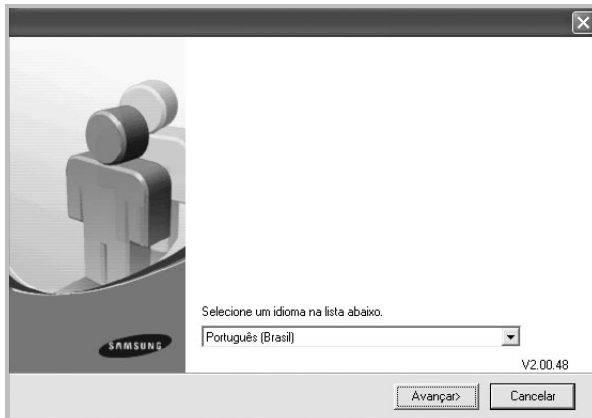 Selecione um idioma na lista abaixo.
Português (Brasil)
SAMSUNG
V2.00.48
Avançar>
Cancelar